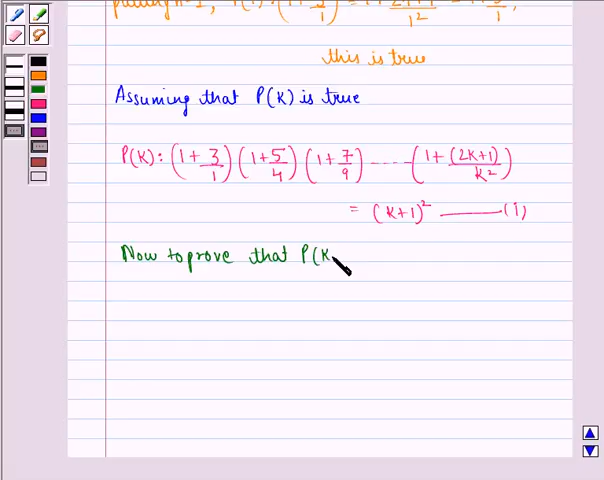 putting
this is true
Assuming that P(K) is true
P(K): (1+3/1)(1+5/4)(1+7/9)-----(1+(2K+1)/K²)
= (K+1)² ———(i)
Now to prove that P(K